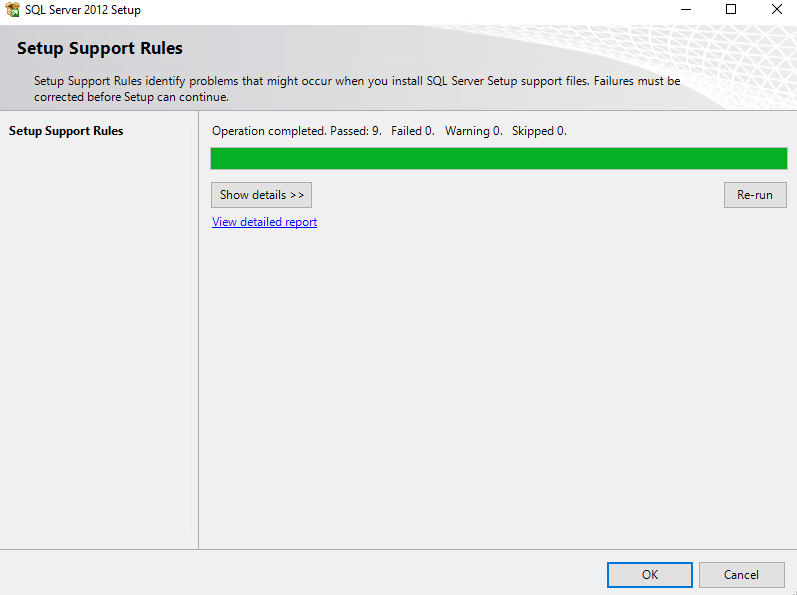 SQL Server 2012 Setup
Setup Support Rules
Setup Support Rules identify problems that might occur when you install SQL Server Setup support files. Failures must be
corrected before Setup can continue.
Setup Support Rules
Operation completed. Passed: 9.   Failed 0.   Warning 0.   Skipped 0.
Show details >>
Re-run
View detailed report
OK
Cancel